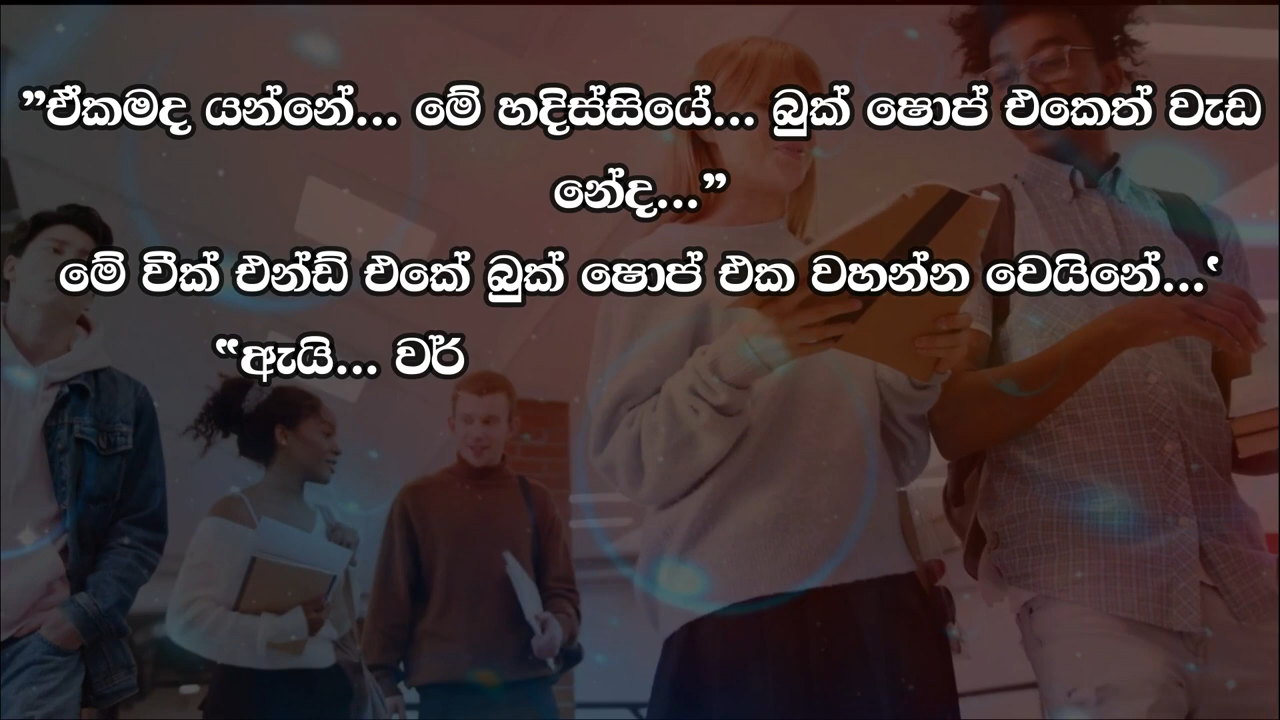 ”ඒකමද යන්නේ... මේ හදිස්සියේ... බුක් ෂොප් එකෙත් වැඩ
නේද...”
මේ වීක් එන්ඩ් එකේ බුක් ෂොප් එක වහන්න වෙයිනේ...‘
“ඇයි... වර්